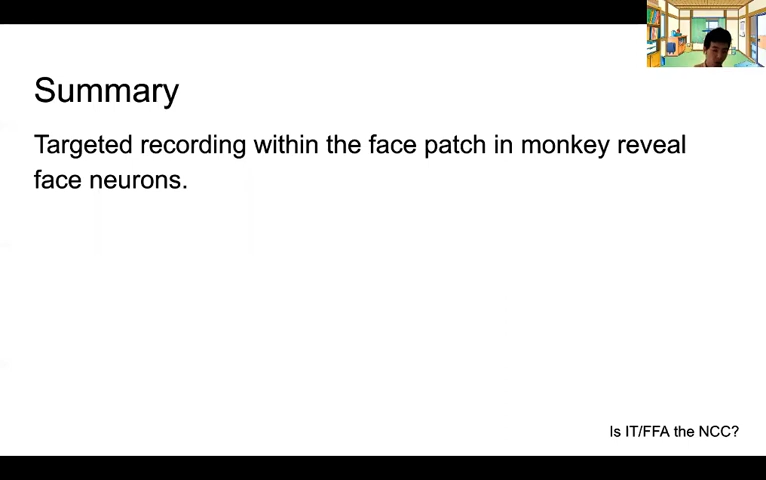 Summary
Targeted recording within the face patch in monkey reveal
face neurons.
Is IT/FFA the NCC?